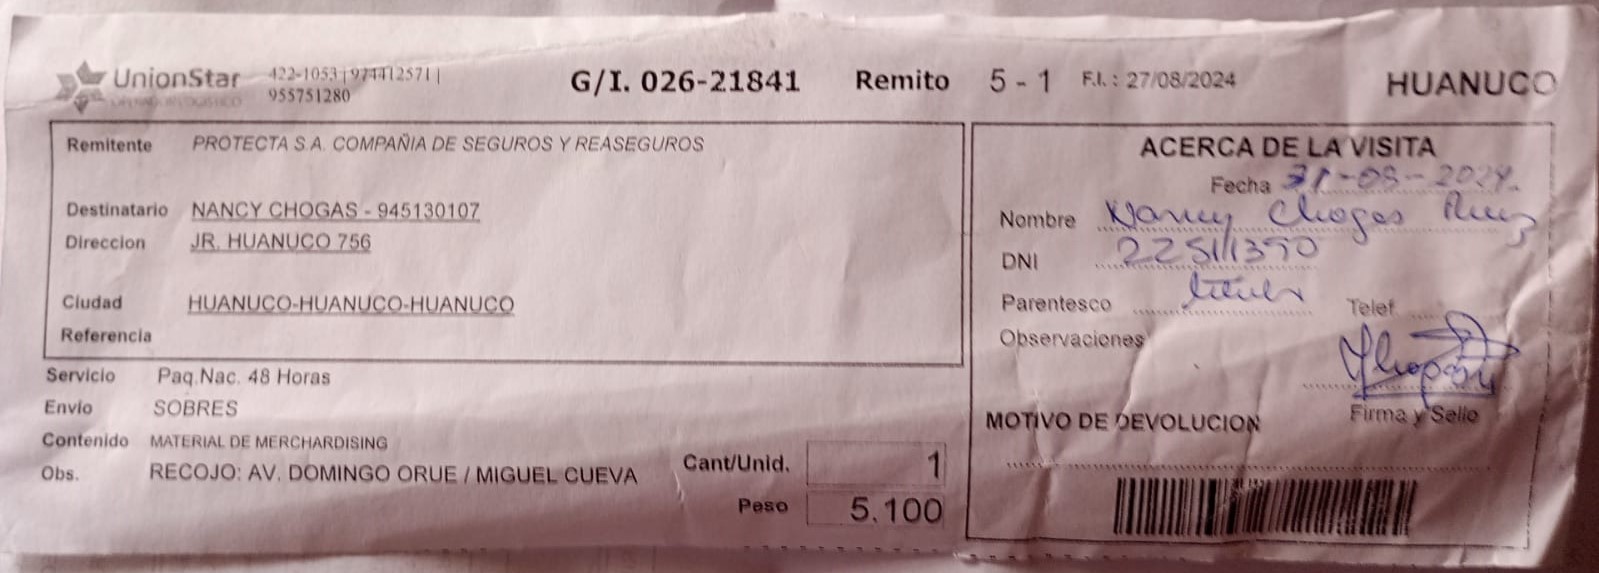 UnionStar 422-1053 | 974412571 |
OPERADOR LOGISTICO 955751280
G/I. 026-21841 Remito 5 - 1 F.I. : 27/08/2024 HUANUCO
Remitente PROTECTA S.A. COMPAÑIA DE SEGUROS Y REASEGUROS
Destinatario NANCY CHOGAS - 945130107
Direccion JR. HUANUCO 756
Ciudad HUANUCO-HUANUCO-HUANUCO
Referencia
Servicio Paq.Nac. 48 Horas
Envio SOBRES
Contenido MATERIAL DE MERCHARDISING
Obs. RECOJO: AV. DOMINGO ORUE / MIGUEL CUEVA
Cant/Unid. 1
Peso 5.100
ACERCA DE LA VISITA
Fecha 31-08-2024.
Nombre Nancy Chogas
DNI 22511390
Parentesco
Telef
Observaciones
Firma y Sello
MOTIVO DE DEVOLUCION